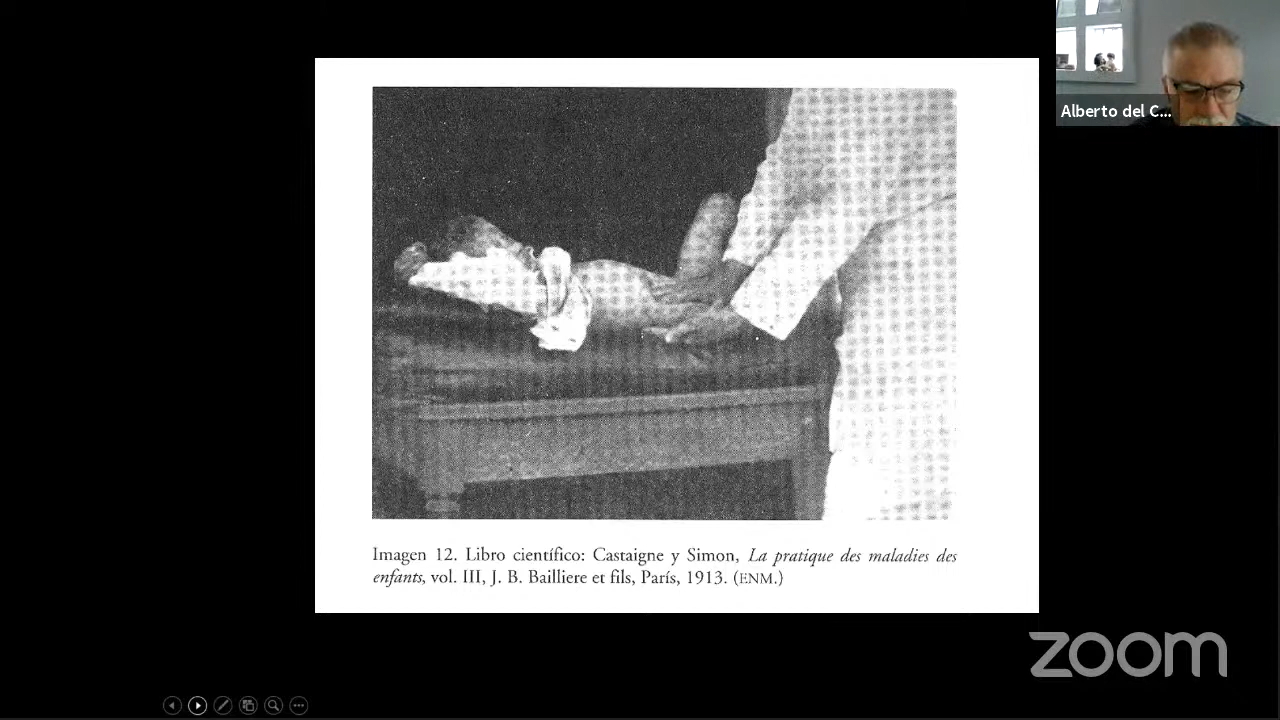 Alberto del C...
Imagen 12. Libro científico: Castaigne y Simon, La pratique des maladies des
enfants, vol. III, J. B. Bailliere et fils, París, 1913. (ENM.)
zoom